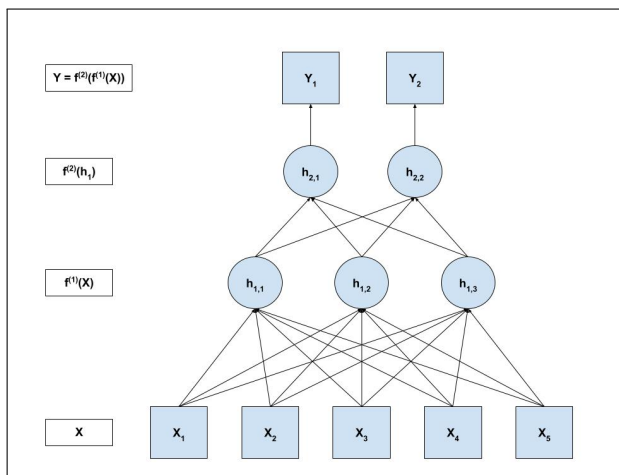 Y = f⁽²⁾(f⁽¹⁾(X)) Y₁ Y₂
f⁽²⁾(h₁) h₂,₁ h₂,₂
f⁽¹⁾(X) h₁,₁ h₁,₂ h₁,₃
X X₁ X₂ X₃ X₄ X₅